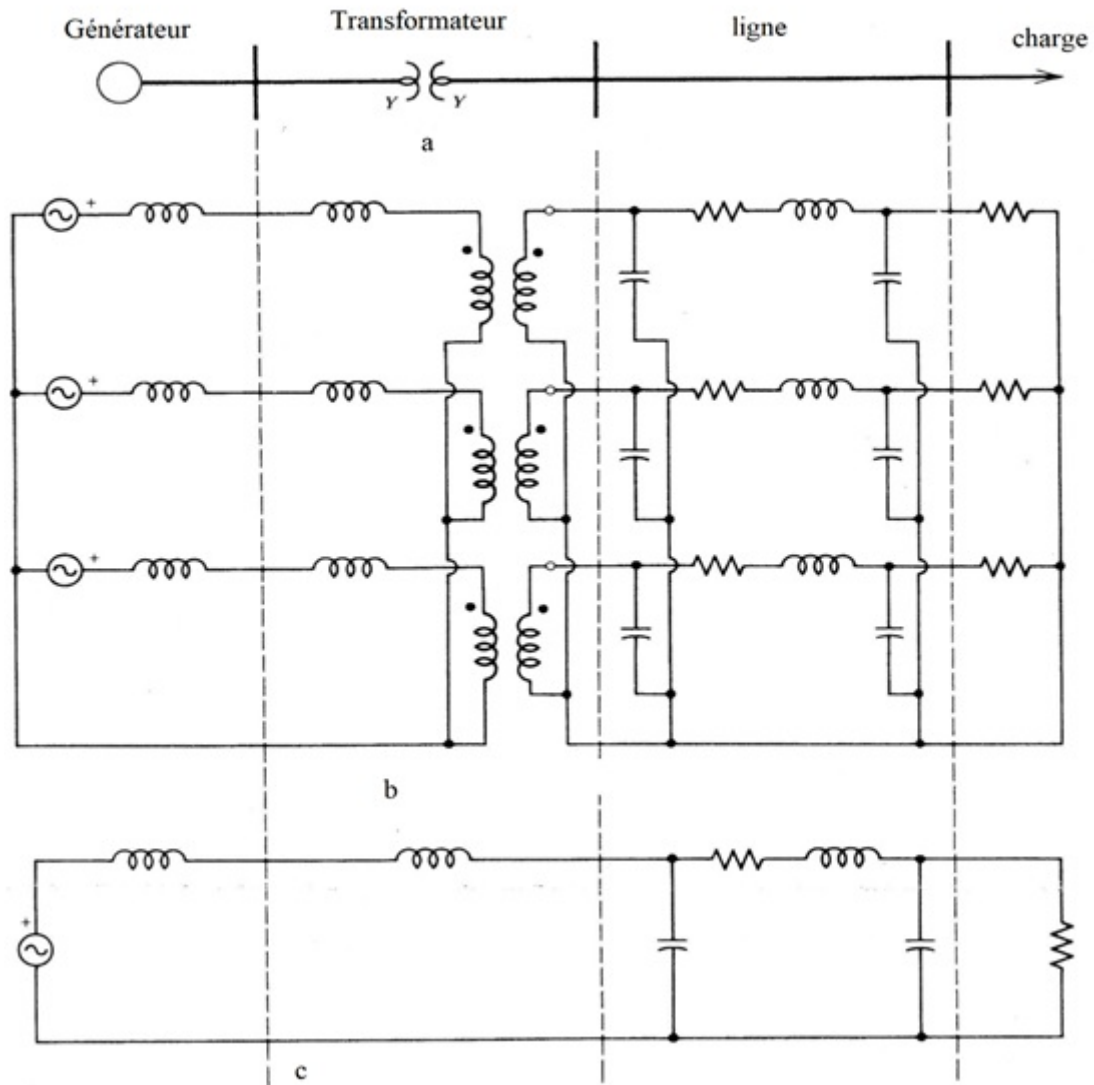 Générateur
Transformateur
ligne
charge
Y Y
a
+
+
+
b
+
c